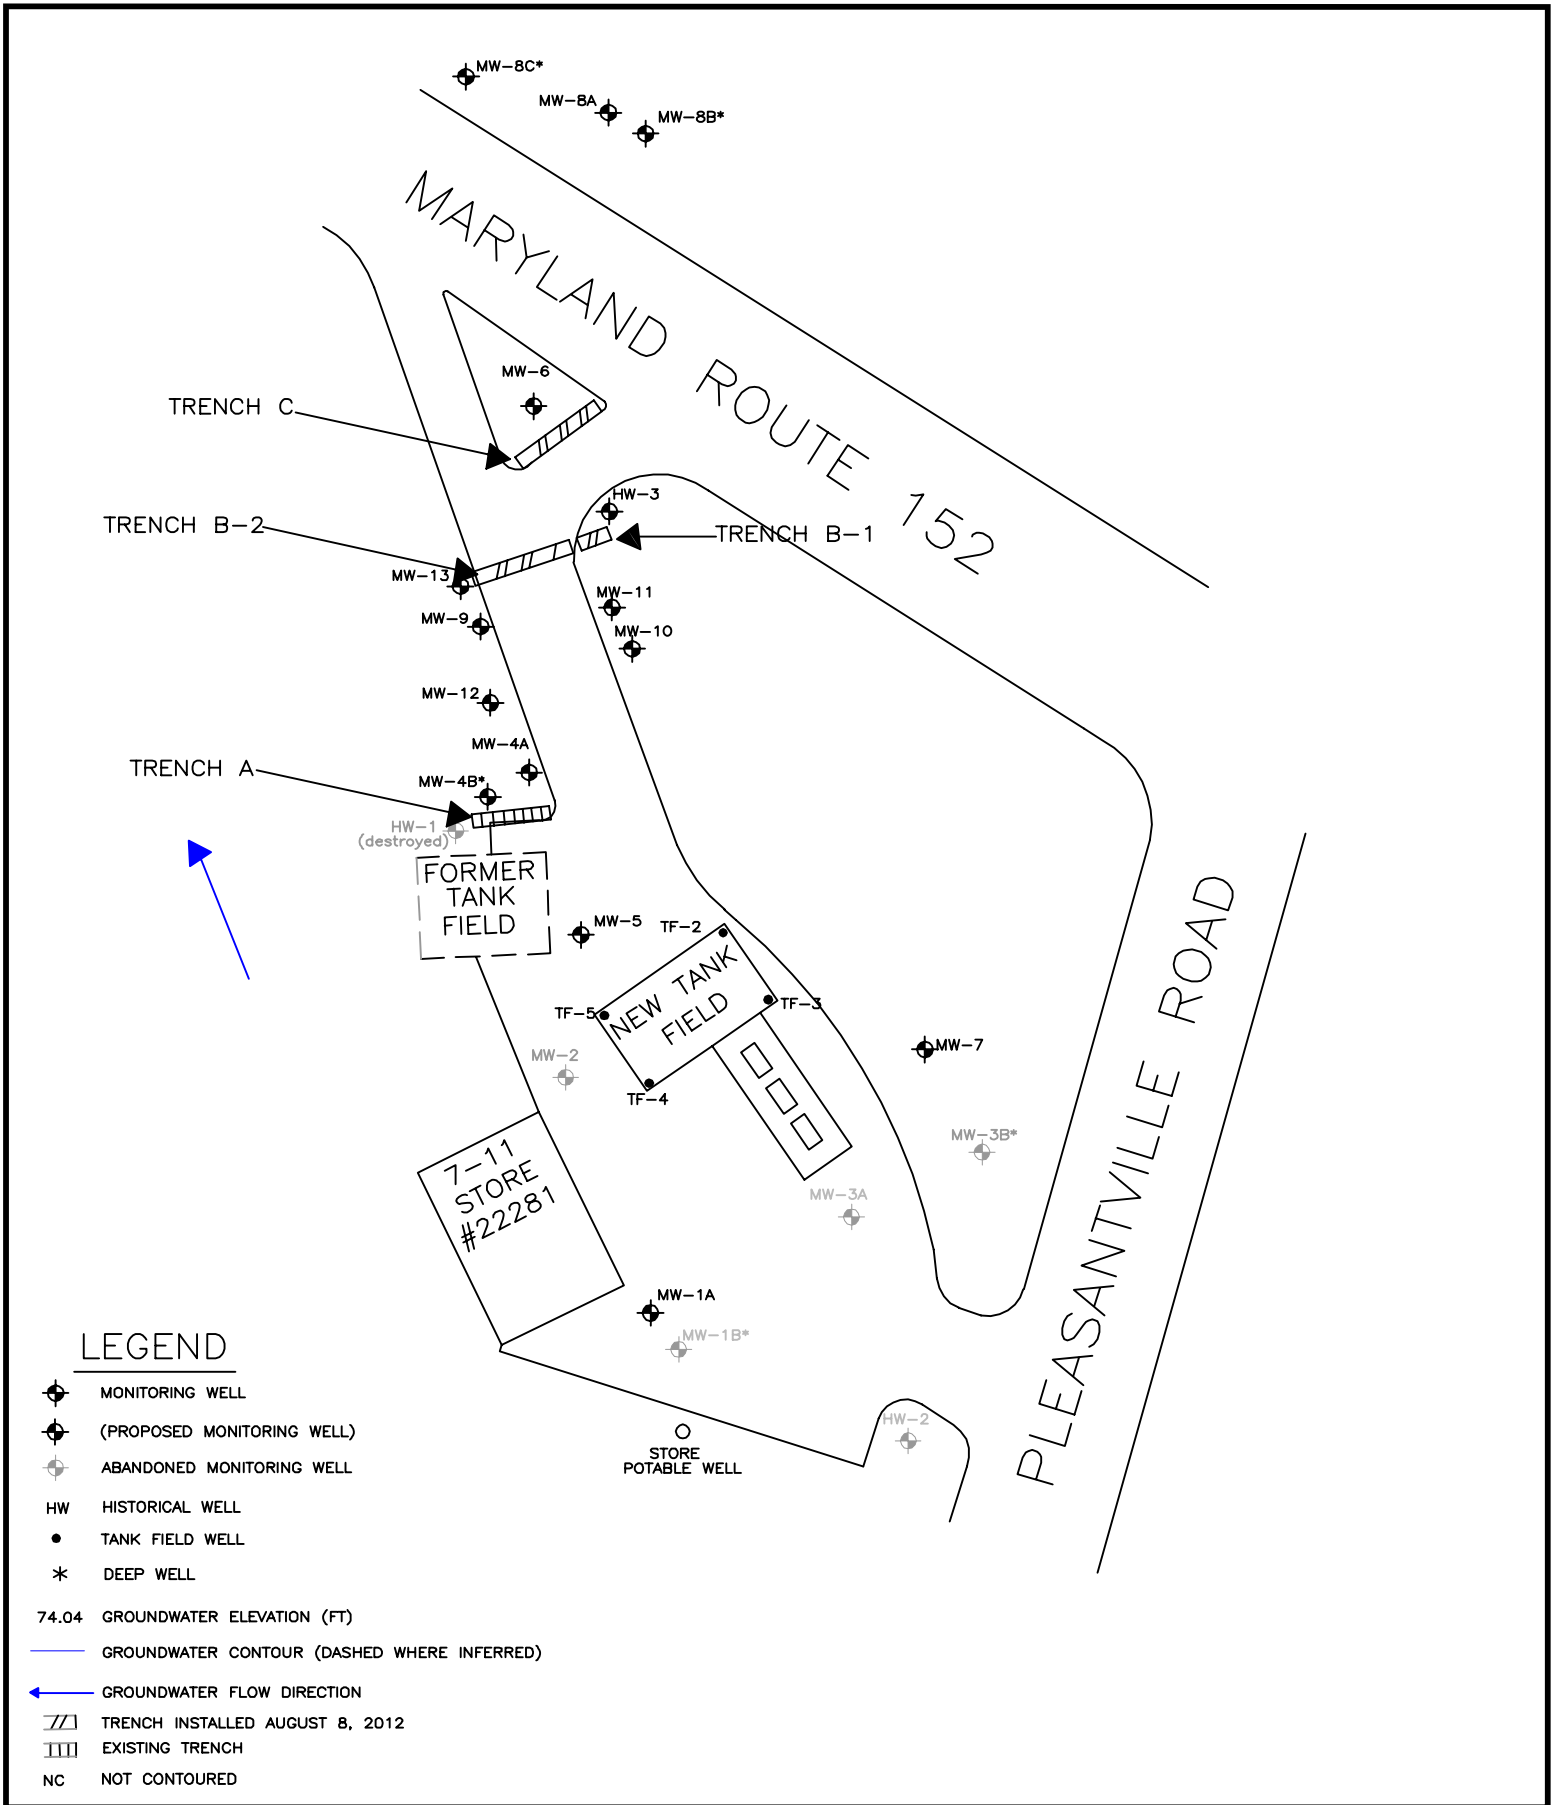 MW-8C*
MW-8A
MW-8B*
MARYLAND ROUTE 152
MW-6
TRENCH C
HW-3
TRENCH B-2
TRENCH B-1
MW-13
MW-11
MW-9
MW-10
MW-12
MW-4A
TRENCH A
MW-4B*
HW-1
(destroyed)
FORMER
TANK
FIELD
MW-5
TF-2
NEW TANK
FIELD
TF-3
TF-5
MW-2
TF-4
MW-7
PLEASANTVILLE ROAD
MW-3B*
7-11
STORE
#22281
MW-3A
MW-1A
MW-1B*
HW-2
STORE
POTABLE WELL
LEGEND
MONITORING WELL
(PROPOSED MONITORING WELL)
ABANDONED MONITORING WELL
HW HISTORICAL WELL
TANK FIELD WELL
* DEEP WELL
74.04 GROUNDWATER ELEVATION (FT)
GROUNDWATER CONTOUR (DASHED WHERE INFERRED)
GROUNDWATER FLOW DIRECTION
TRENCH INSTALLED AUGUST 8, 2012
EXISTING TRENCH
NC NOT CONTOURED